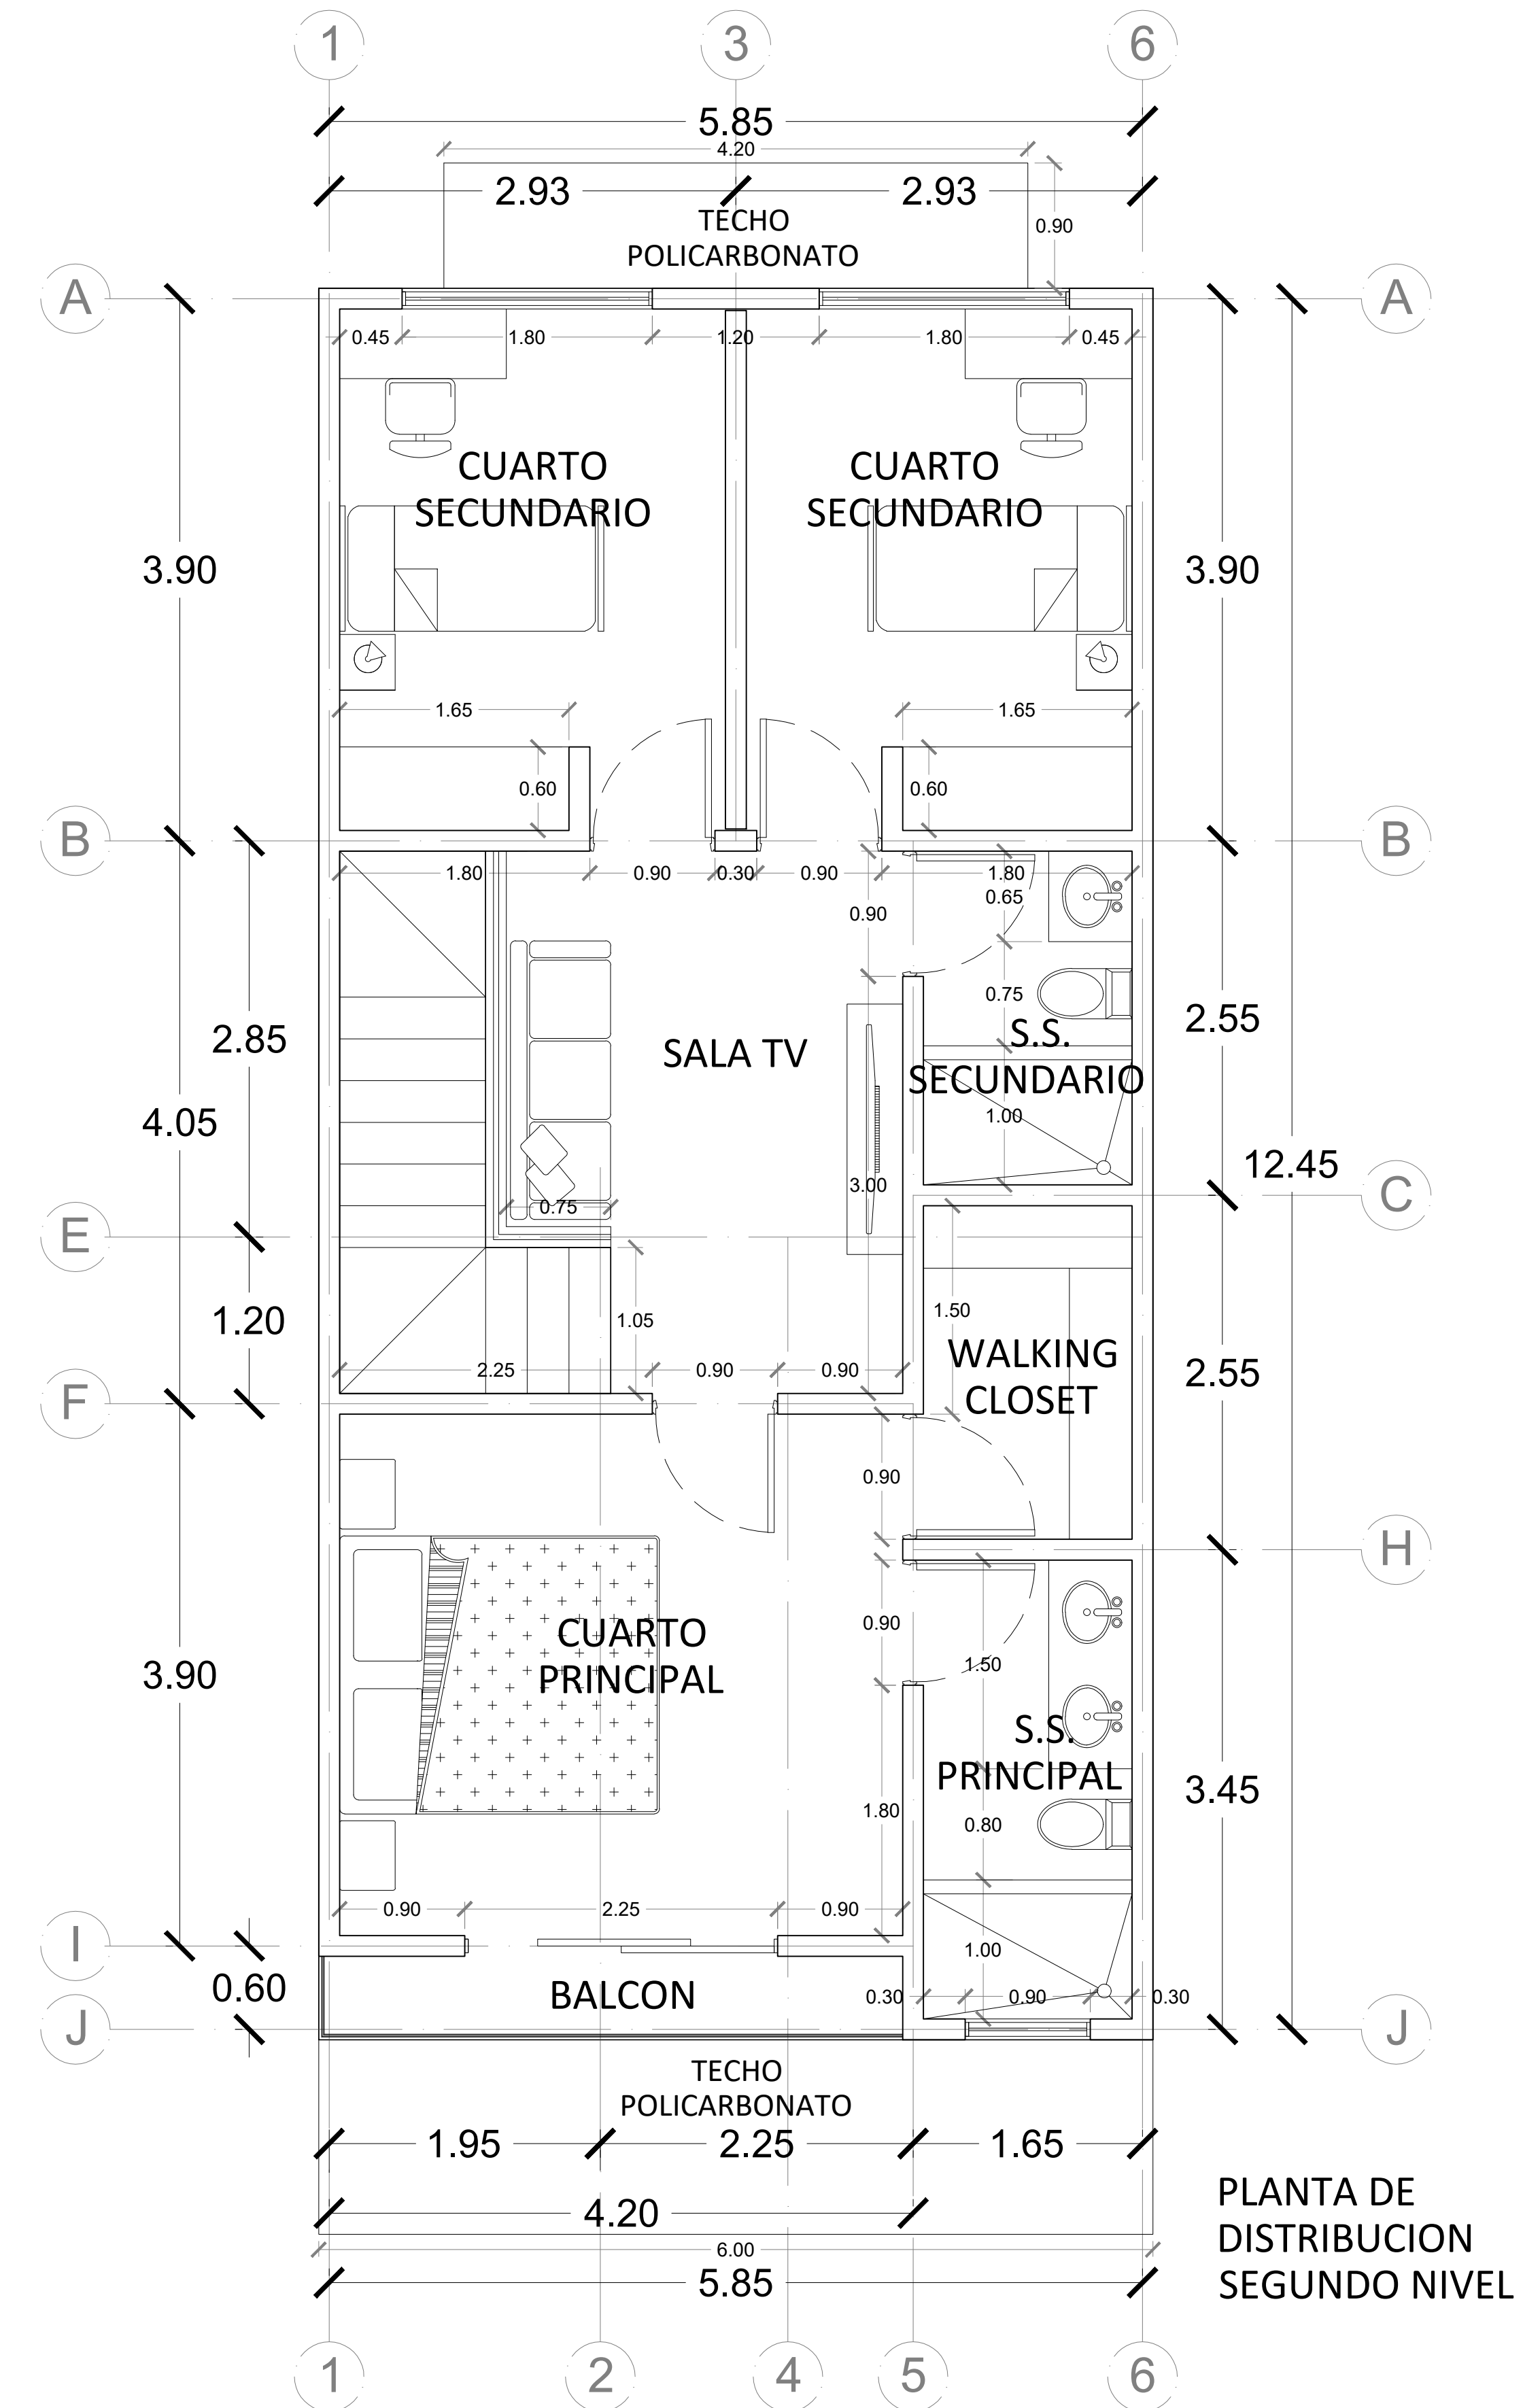 1 3 6
5.85
4.20
2.93 2.93
TECHO
POLICARBONATO
0.90
A A
0.45 1.80 1.20 1.80 0.45
CUARTO
SECUNDARIO
CUARTO
SECUNDARIO
3.90 3.90
1.65 1.65
0.60 0.60
B B
1.80 0.90 0.30 0.90 1.80
0.65
0.90
0.75
2.85 2.55
SALA TV
S.S.
SECUNDARIO
4.05 1.00
12.45
3.00
C
0.75
E
1.20 1.05 1.50
WALKING
CLOSET
2.25 0.90 0.90
2.55
F
0.90
H
CUARTO
PRINCIPAL
0.90
1.50
3.90
S.S.
PRINCIPAL
3.45
1.80
0.80
0.90 2.25 0.90
I
1.00
0.60
BALCON
0.30 0.90 0.30
J J
TECHO
POLICARBONATO
1.95 2.25 1.65
4.20
6.00
5.85
PLANTA DE
DISTRIBUCION
SEGUNDO NIVEL
1 2 4 5 6